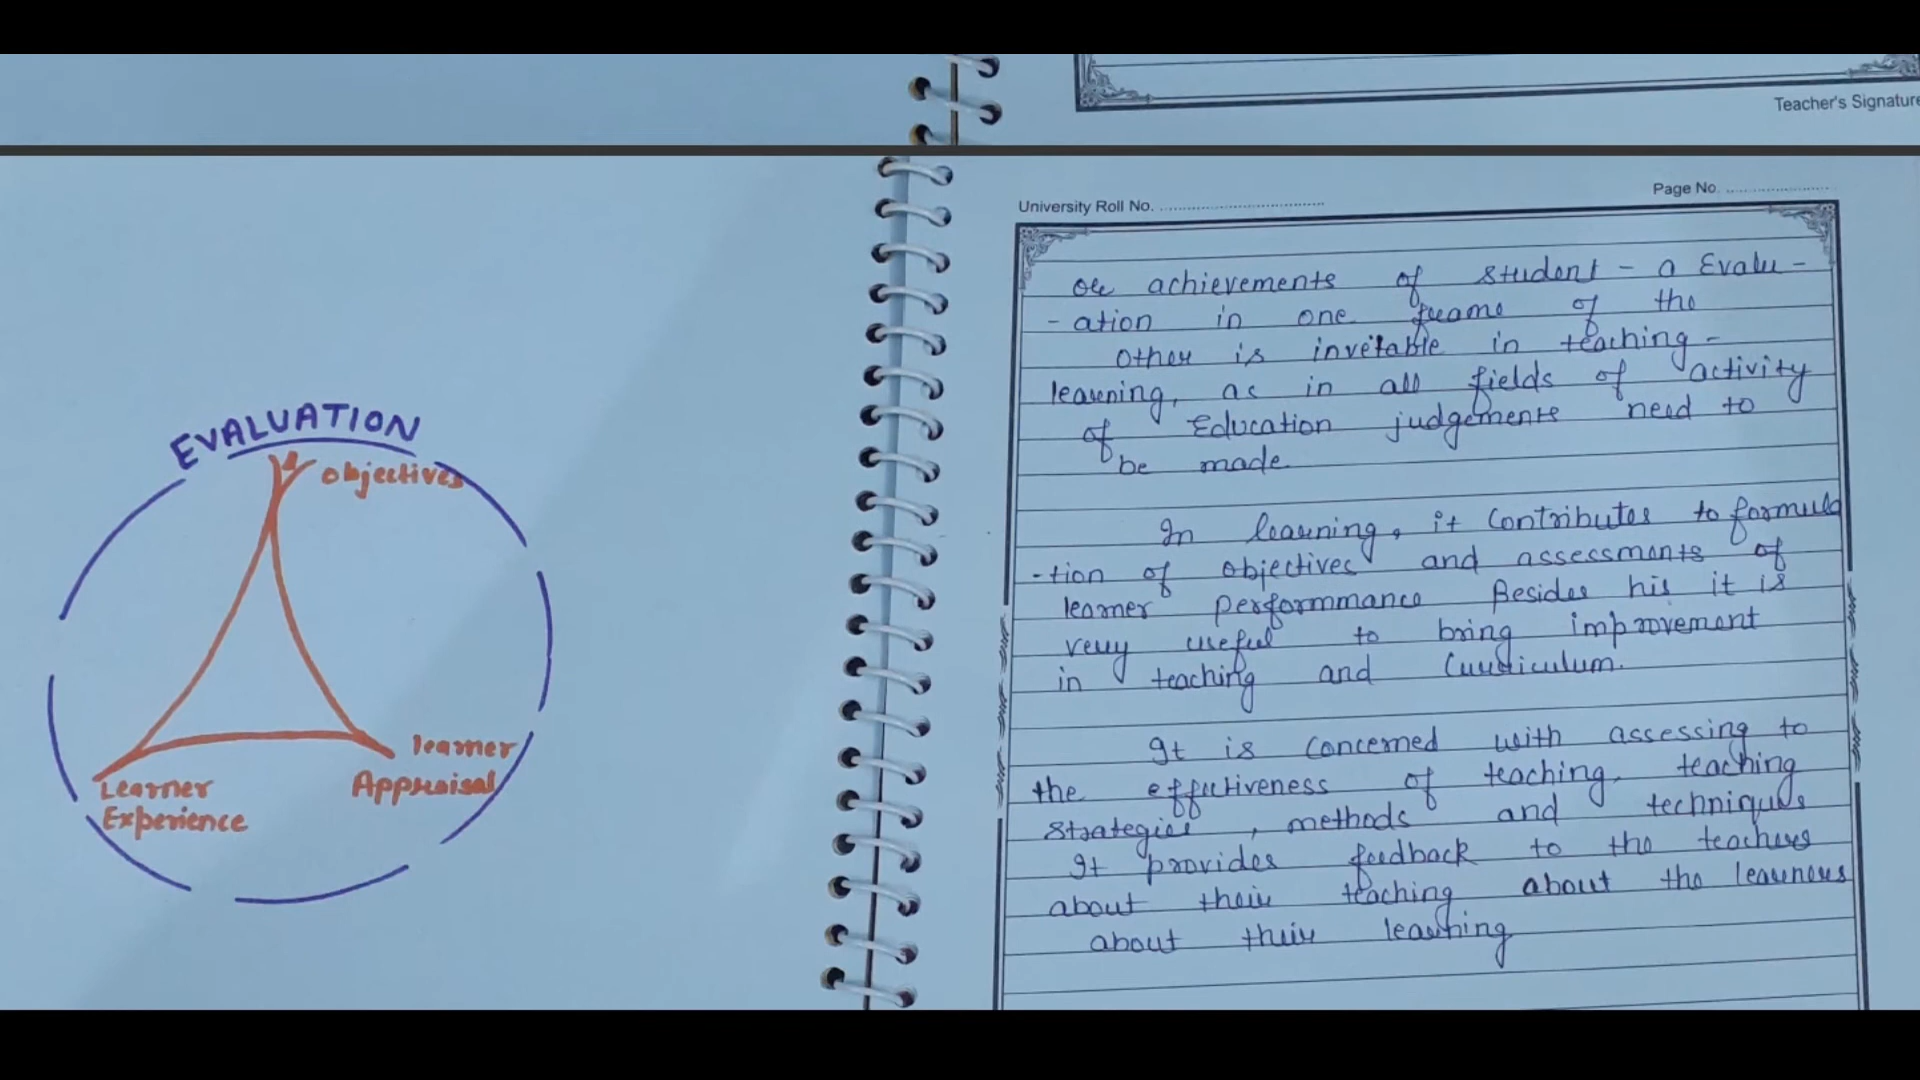 Teacher's Signature
EVALUATION
Objectives
Learner
Experience
learner
Appraisal
University Roll No.
Page No.
or achievements of student - a Evalu -
- ation in one frame of the
Other is invetable in teaching -
learning, as in all fields of activity
of Education judgements need to
be made.
In learning, it contributes to formula
-tion of objectives and assessments of
learner performmance Besides his it is
very useful to bring improvement
in teaching and Curriculum.
It is concerned with assessing to
the effectiveness of teaching, teaching
Strategies, methods and techniques
It provides feedback to the teachers
about their teaching about the learners
about their learning